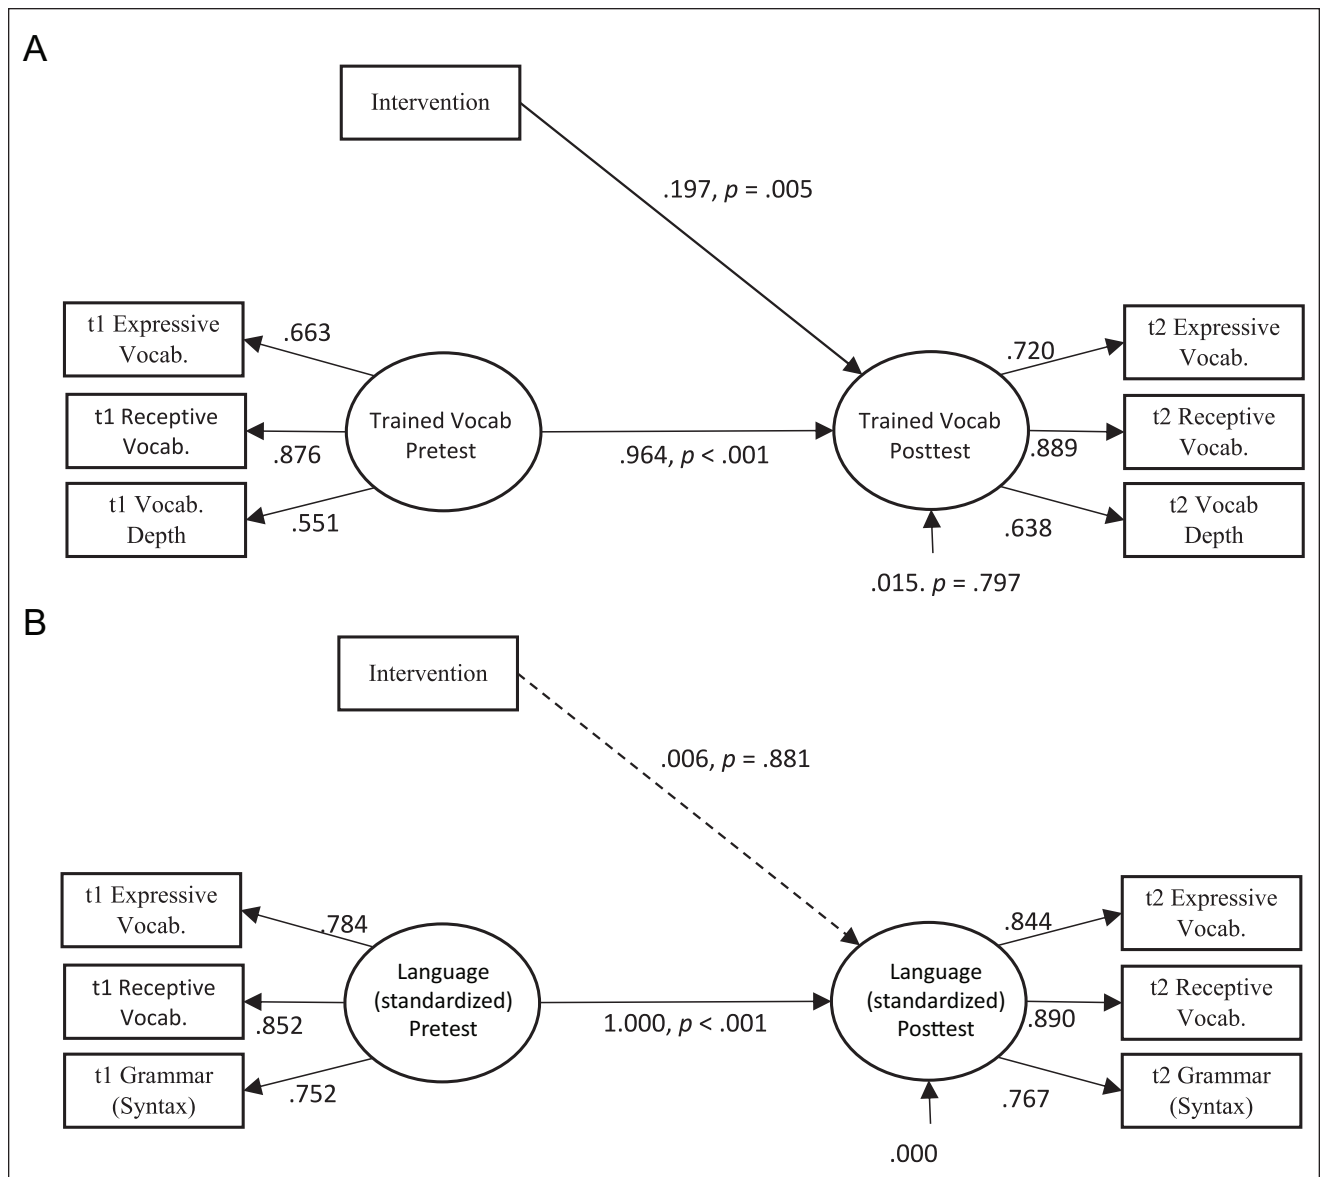 A
Intervention
.197, p = .005
t1 Expressive
Vocab.
.663
t1 Receptive
Vocab.
.876
t1 Vocab.
Depth
.551
Trained Vocab
Pretest
.964, p < .001
Trained Vocab
Posttest
.720
t2 Expressive
Vocab.
.889
t2 Receptive
Vocab.
.638
t2 Vocab
Depth
.015. p = .797
B
Intervention
.006, p = .881
t1 Expressive
Vocab.
.784
t1 Receptive
Vocab.
.852
t1 Grammar
(Syntax)
.752
Language
(standardized)
Pretest
1.000, p < .001
Language
(standardized)
Posttest
.844
t2 Expressive
Vocab.
.890
t2 Receptive
Vocab.
.767
t2 Grammar
(Syntax)
.000